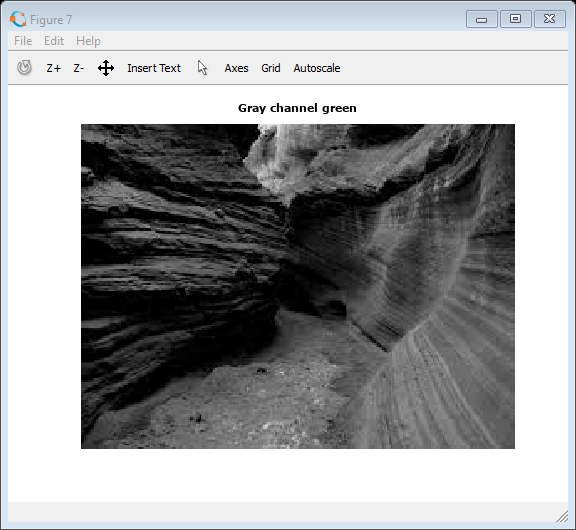 Figure 7
File Edit Help
Z+ Z- Insert Text Axes Grid Autoscale
Gray channel green